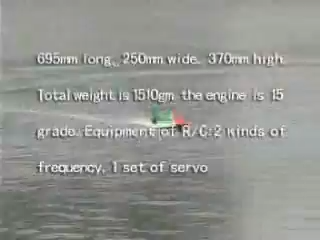 695mm long, 250mm wide. 370mm high.
Total weight is 1510gm. the engine is 15
grade. Equipment of R/C:2 kinds of
frequency, 1 set of servo